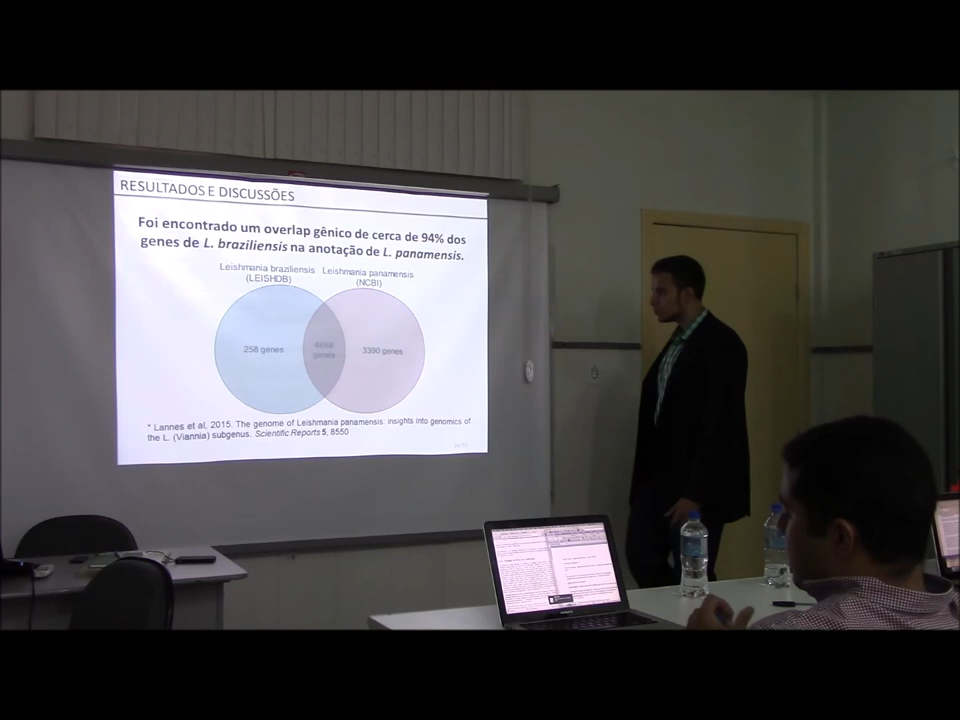 RESULTADOS E DISCUSSÕES
Foi encontrado um overlap gênico de cerca de 94% dos
genes de L. braziliensis na anotação de L. panamensis.
Leishmania braziliensis Leishmania panamensis
(LEISHDB) (NCBI)
258 genes genes 3390 genes
* Lannes et al, 2015. The genome of Leishmania panamensis: insights into genomics of
the L. (Viannia) subgenus. Scientific Reports 5, 8550